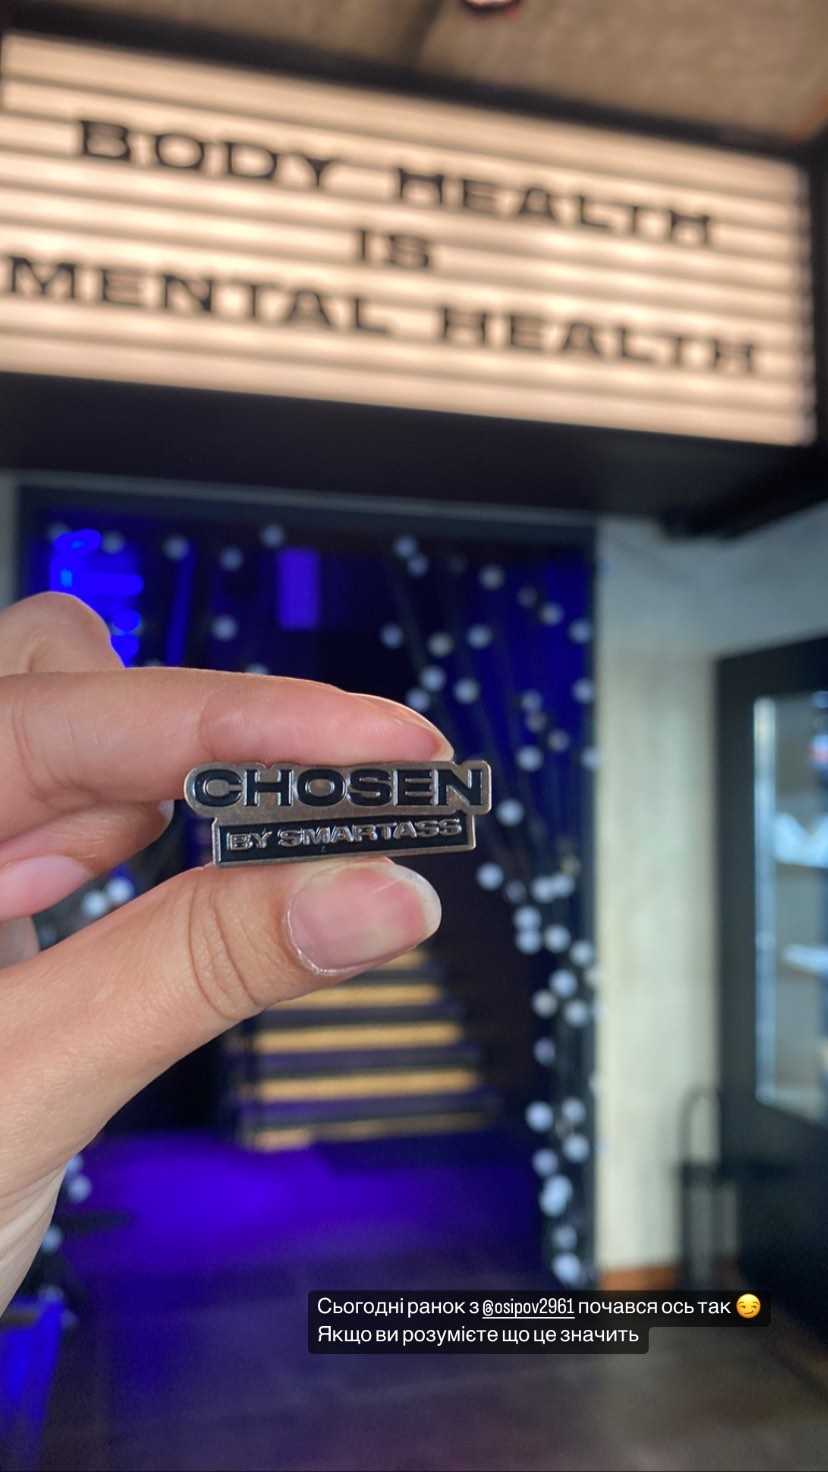 BODY HEALTH
IS
MENTAL HEALTH
CHOSEN
BY SMARTASS
Сьогодні ранок з @osipov2961 почався ось так 😏
Якщо ви розумієте що це значить